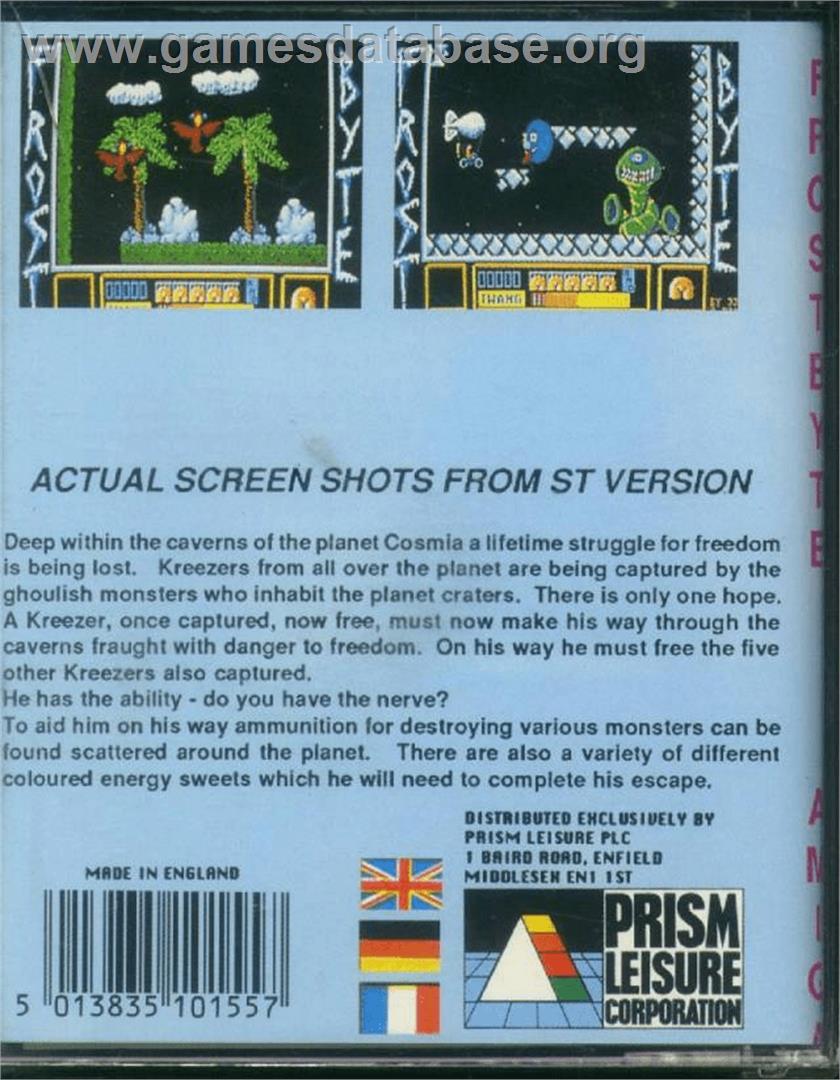 www.gamesdatabase.org
FROST
BYTE
FROST
BYTE
00000
00000
TWANG
FROSTBYTE
AMIGA
ACTUAL SCREEN SHOTS FROM ST VERSION
Deep within the caverns of the planet Cosmia a lifetime struggle for freedom
is being lost. Kreezers from all over the planet are being captured by the
ghoulish monsters who inhabit the planet craters. There is only one hope.
A Kreezer, once captured, now free, must now make his way through the
caverns fraught with danger to freedom. On his way he must free the five
other Kreezers also captured.
He has the ability - do you have the nerve?
To aid him on his way ammunition for destroying various monsters can be
found scattered around the planet. There are also a variety of different
coloured energy sweets which he will need to complete his escape.
DISTRIBUTED EXCLUSIVELY BY
PRISM LEISURE PLC
1 BAIRD ROAD, ENFIELD
MIDDLESEX EN1 1ST
MADE IN ENGLAND
5 013835 101557
PRISM
LEISURE
CORPORATION